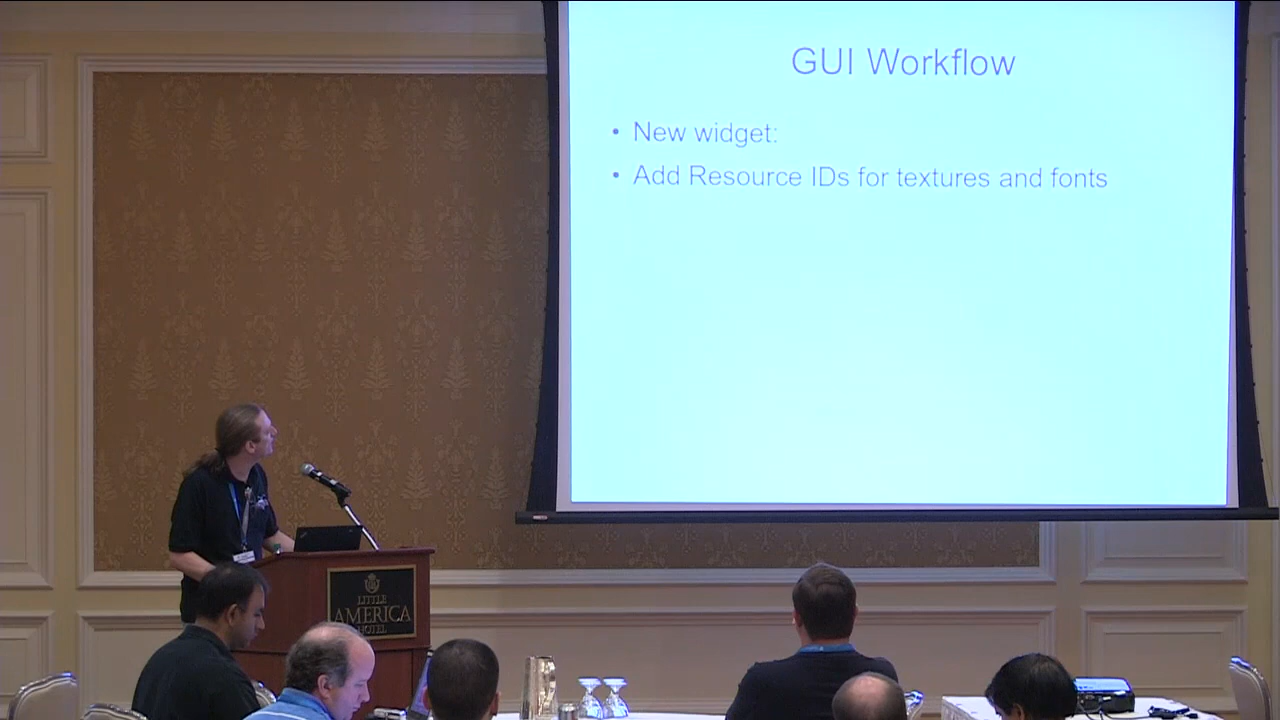 GUI Workflow
• New widget:
• Add Resource IDs for textures and fonts
LITTLE
AMERICA
HOTEL